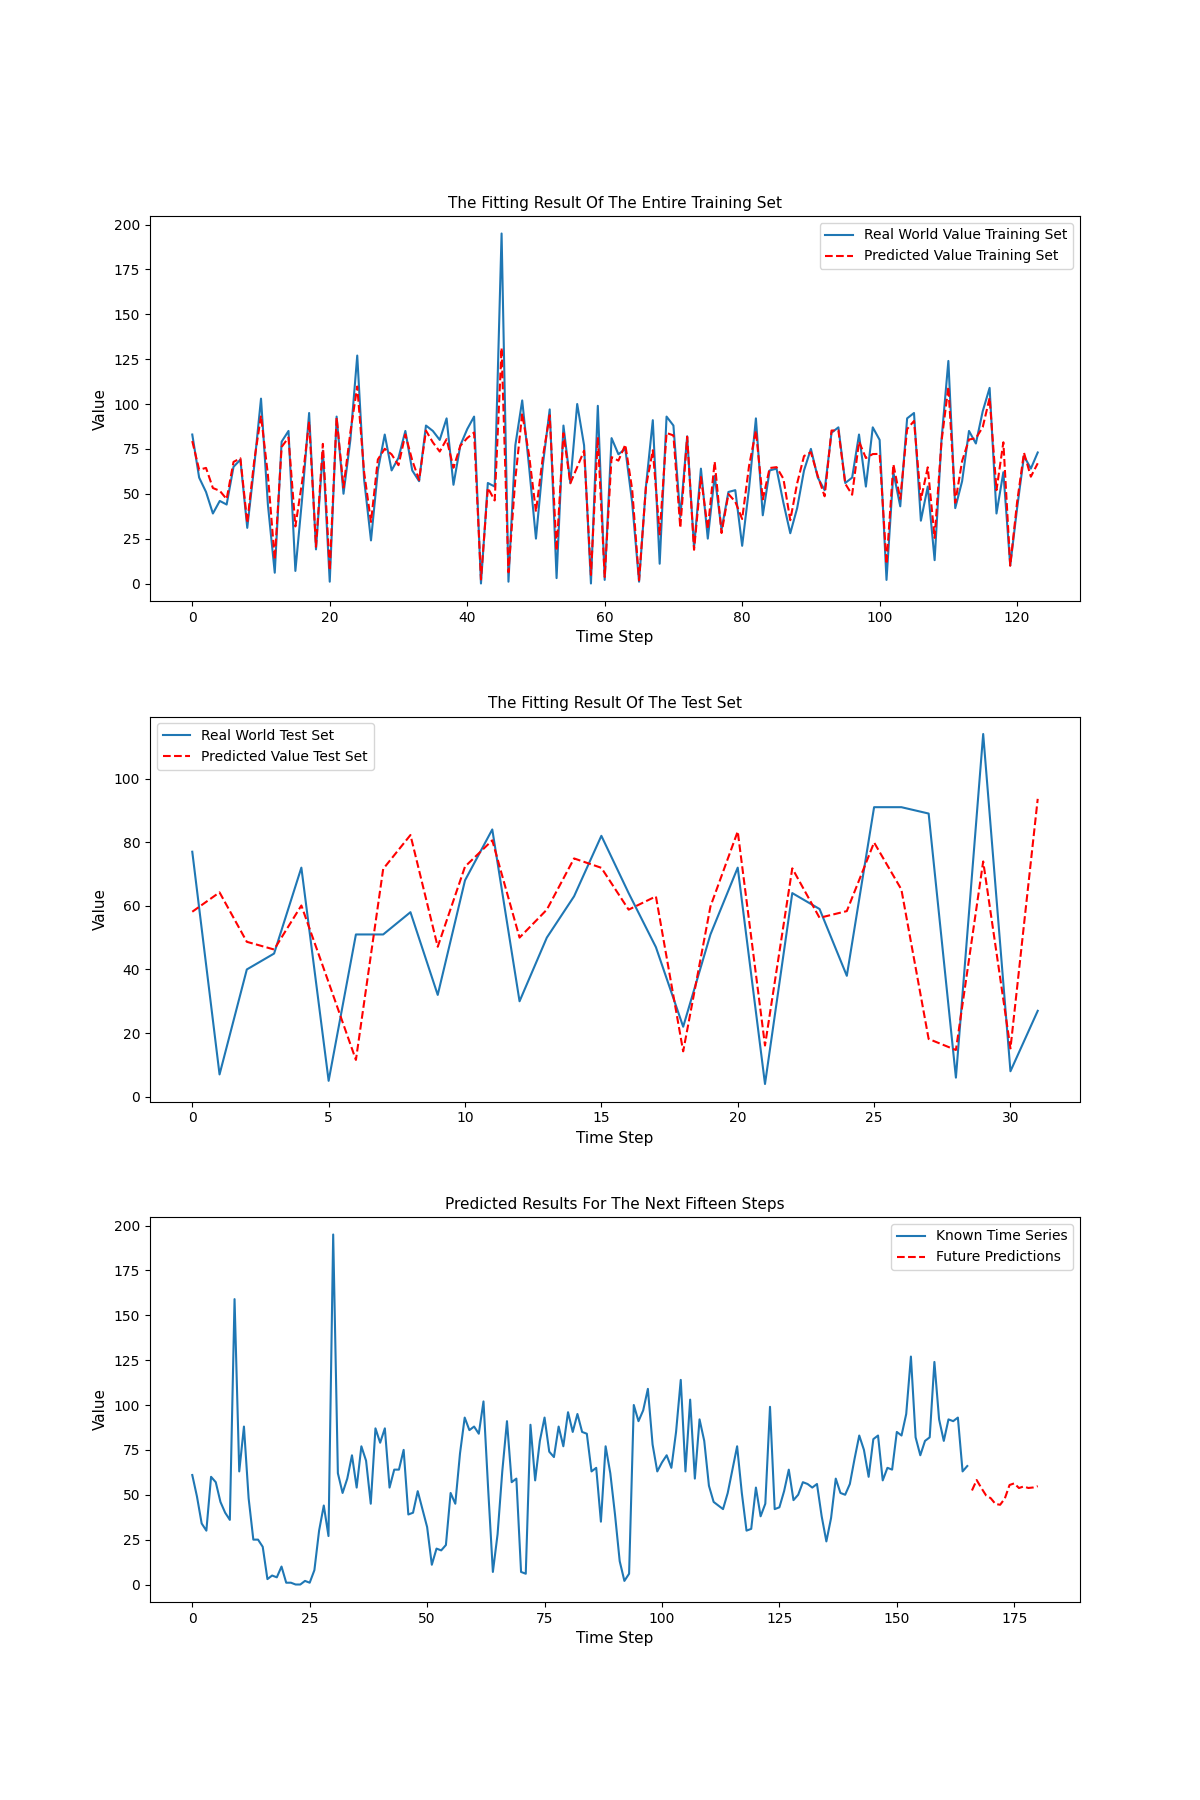 The Fitting Result Of The Entire Training Set
200
175
150
125
100
75
50
25
0
Value
Real World Value Training Set
Predicted Value Training Set
0 20 40 60 80 100 120
Time Step
The Fitting Result Of The Test Set
100
80
60
40
20
0
Value
Real World Test Set
Predicted Value Test Set
0 5 10 15 20 25 30
Time Step
Predicted Results For The Next Fifteen Steps
200
175
150
125
100
75
50
25
0
Value
Known Time Series
Future Predictions
0 25 50 75 100 125 150 175
Time Step